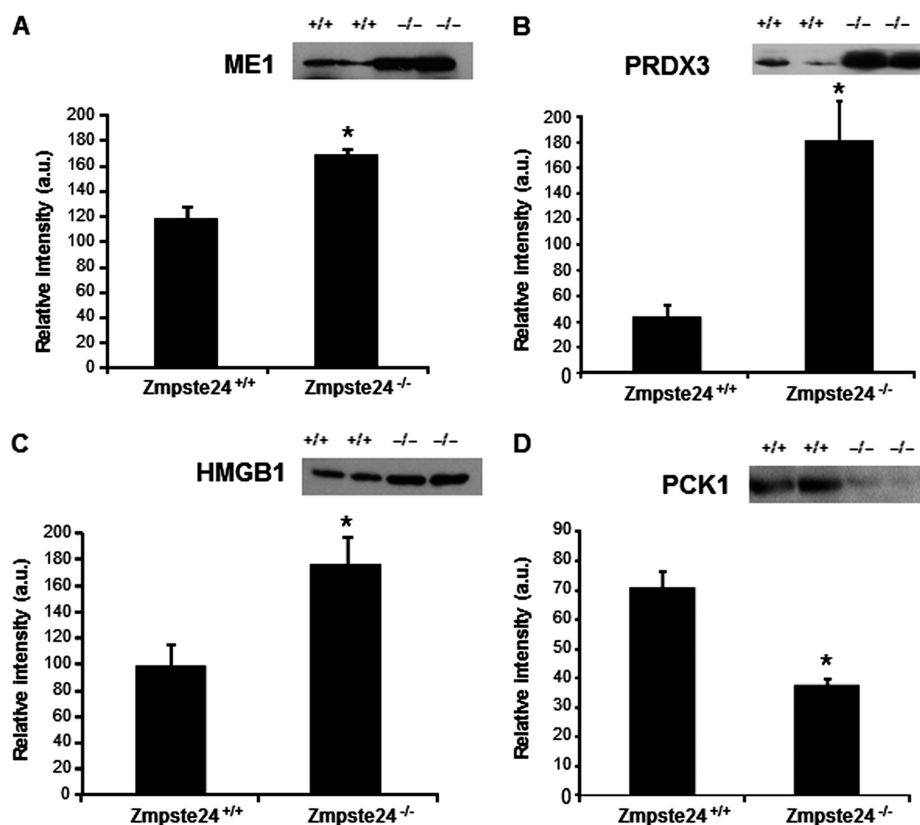 A
+/+ +/+ −/− −/−
ME1
Relative intensity (a.u.)
200
180
160
140
120
100
80
60
40
20
0
*
Zmpste24 +/+
Zmpste24 -/-
B
+/+ +/+ −/− −/−
PRDX3
Relative intensity (a.u.)
200
180
160
140
120
100
80
60
40
20
0
*
Zmpste24 +/+
Zmpste24 -/-
C
+/+ +/+ −/− −/−
HMGB1
Relative intensity (a.u.)
200
180
160
140
120
100
80
60
40
20
0
*
Zmpste24 +/+
Zmpste24 -/-
D
+/+ +/+ −/− −/−
PCK1
Relative intensity (a.u.)
90
80
70
60
50
40
30
20
10
0
*
Zmpste24 +/+
Zmpste24 -/-